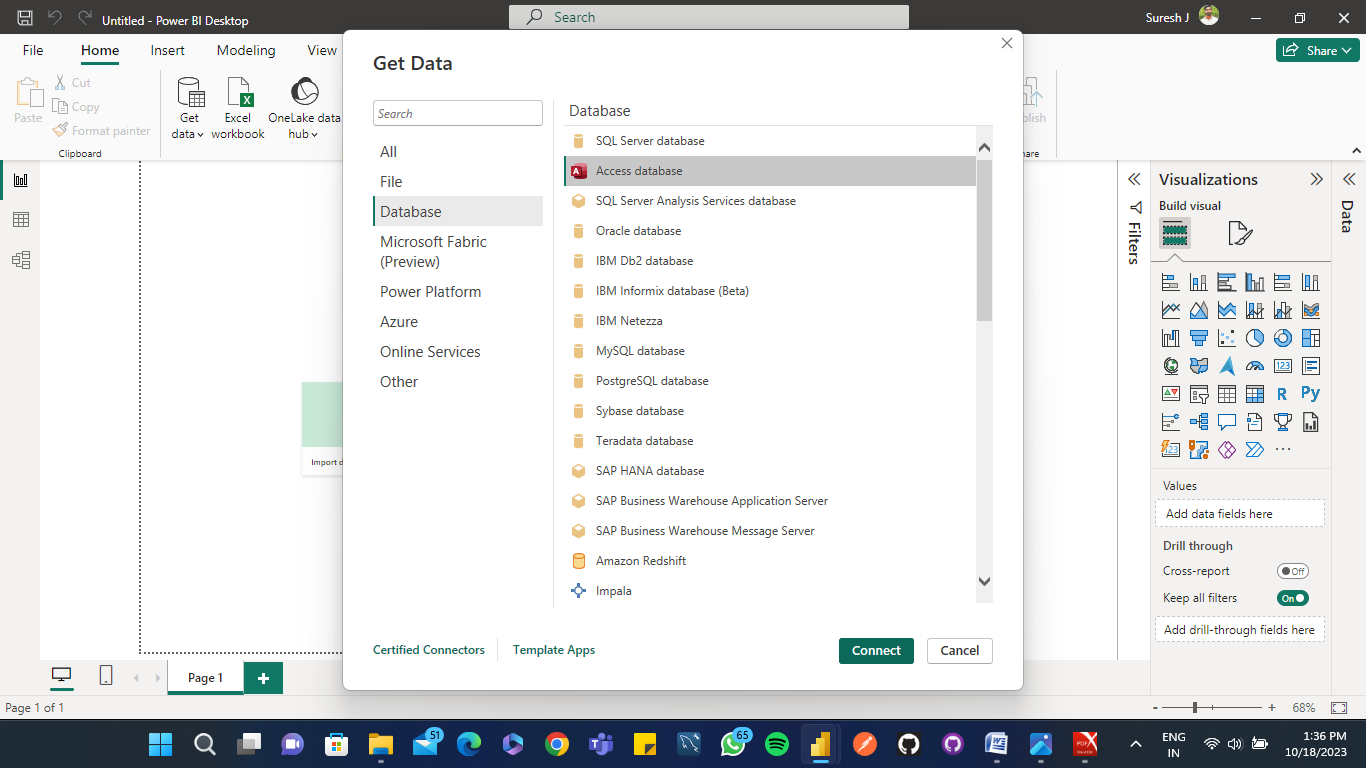 Untitled - Power BI Desktop
Search
Suresh J
File
Home
Insert
Modeling
View
Share
Paste
Cut
Copy
Format painter
Clipboard
Get data
Excel workbook
OneLake data hub
Get Data
Search
All
File
Database
Microsoft Fabric
(Preview)
Power Platform
Azure
Online Services
Other
Database
SQL Server database
Access database
SQL Server Analysis Services database
Oracle database
IBM Db2 database
IBM Informix database (Beta)
IBM Netezza
MySQL database
PostgreSQL database
Sybase database
Teradata database
SAP HANA database
SAP Business Warehouse Application Server
SAP Business Warehouse Message Server
Amazon Redshift
Impala
Certified Connectors
Template Apps
Connect
Cancel
Import d
Filters
Visualizations
Build visual
R
Py
123
123
Values
Add data fields here
Drill through
Cross-report
Off
Keep all filters
On
Add drill-through fields here
Data
Page 1
Page 1 of 1
68%
51
65
ENG
IN
1:36 PM
10/18/2023